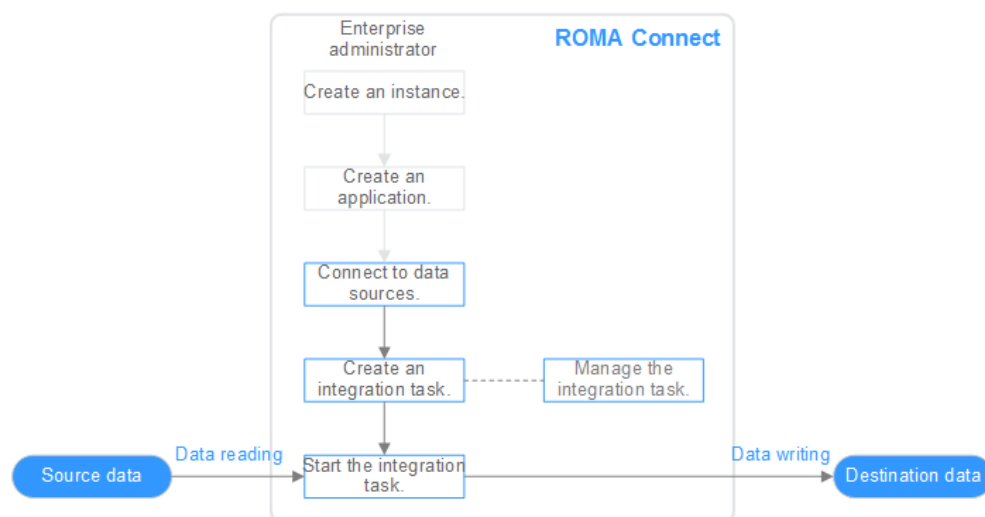 Enterprise
administrator
ROMA Connect
Create an instance.
Create an
application.
Connect to data
sources.
Create an
integration task.
Manage the
integration task.
Data reading
Data writing
Source data
Start the integration
task.
Destination data